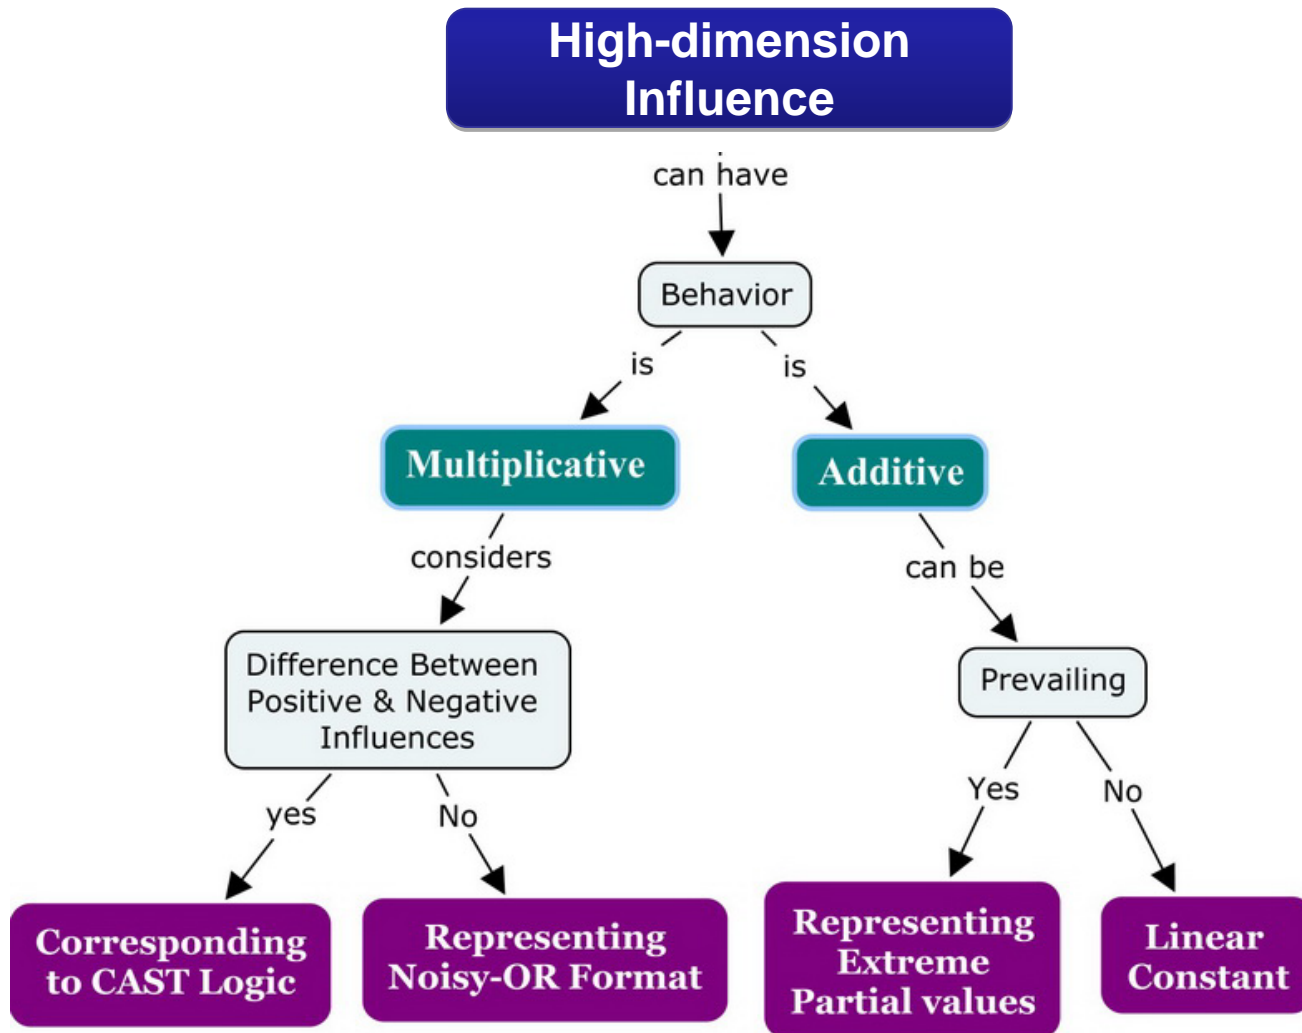 High-dimension
Influence
can have
Behavior
is
is
Multiplicative
Additive
considers
can be
Difference Between
Positive & Negative
Influences
Prevailing
yes
No
Yes
No
Corresponding
to CAST Logic
Representing
Noisy-OR Format
Representing
Extreme
Partial values
Linear
Constant